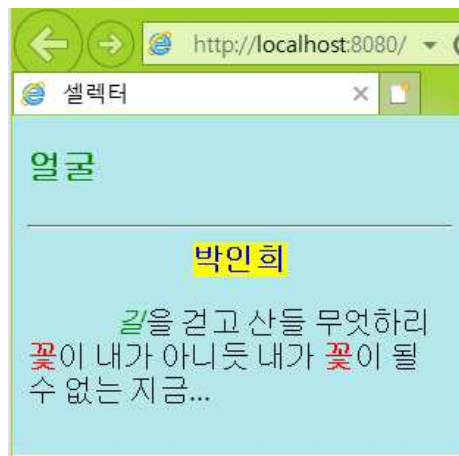 http://localhost:8080/
셀렉터
얼굴
박인희
길을 걷고 산들 무엇하리
꽃이 내가 아니듯 내가 꽃이 될
수 없는 지금...